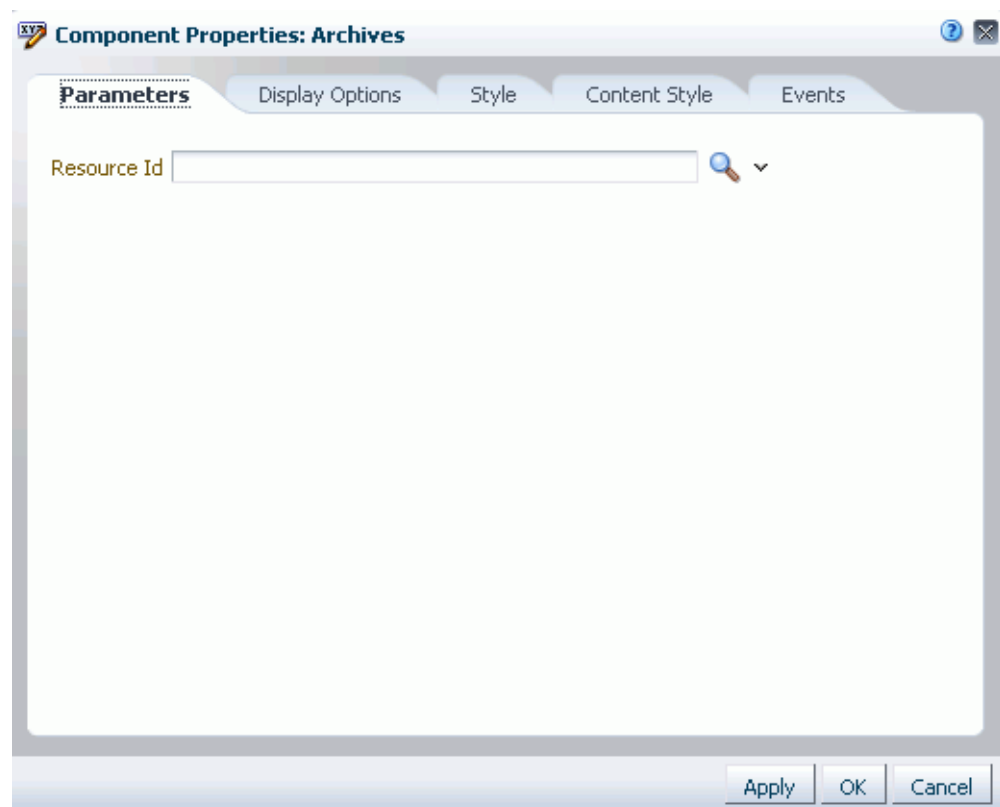 Component Properties: Archives
Parameters Display Options Style Content Style Events
Resource Id
Apply OK Cancel